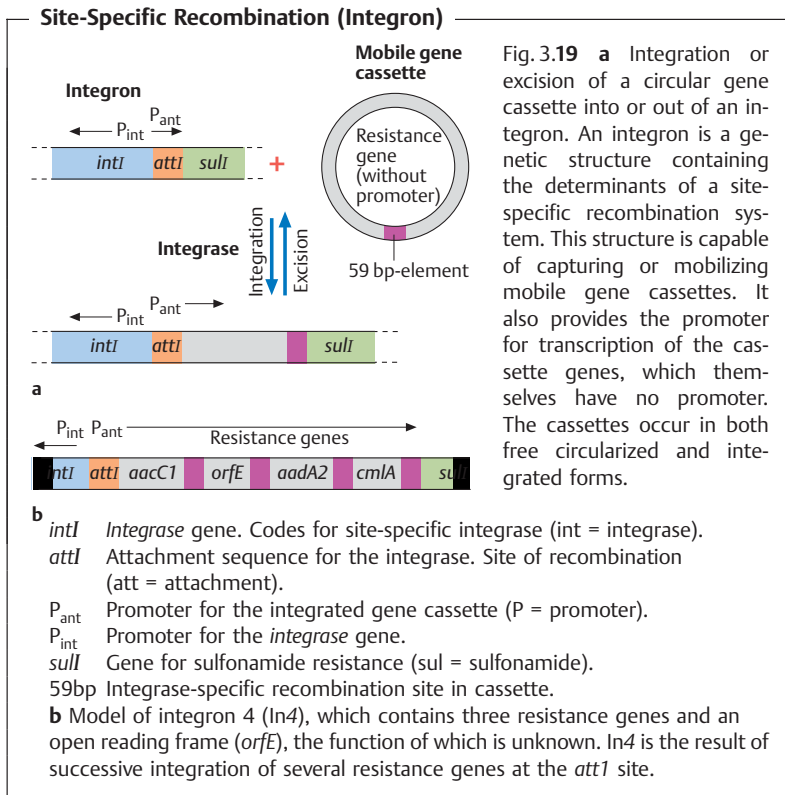 Site-Specific Recombination (Integron)
Integron
P_ant
P_int
intI attI sulI
+
Mobile gene
cassette
Resistance
gene
(without
promoter)
59 bp-element
Integrase
Integration
Excision
P_ant
P_int
intI attI sulI
a
P_int P_ant Resistance genes
intI attI aacC1 orfE aadA2 cmlA sulI
b
Fig. 3.19 a Integration or
excision of a circular gene
cassette into or out of an in-
tegron. An integron is a ge-
netic structure containing
the determinants of a site-
specific recombination sys-
tem. This structure is capable
of capturing or mobilizing
mobile gene cassettes. It
also provides the promoter
for transcription of the cas-
sette genes, which them-
selves have no promoter.
The cassettes occur in both
free circularized and inte-
grated forms.
intI Integrase gene. Codes for site-specific integrase (int = integrase).
attI Attachment sequence for the integrase. Site of recombination
(att = attachment).
P_ant Promoter for the integrated gene cassette (P = promoter).
P_int Promoter for the integrase gene.
sulI Gene for sulfonamide resistance (sul = sulfonamide).
59bp Integrase-specific recombination site in cassette.
b Model of integron 4 (In4), which contains three resistance genes and an
open reading frame (orfE), the function of which is unknown. In4 is the result of
successive integration of several resistance genes at the att1 site.